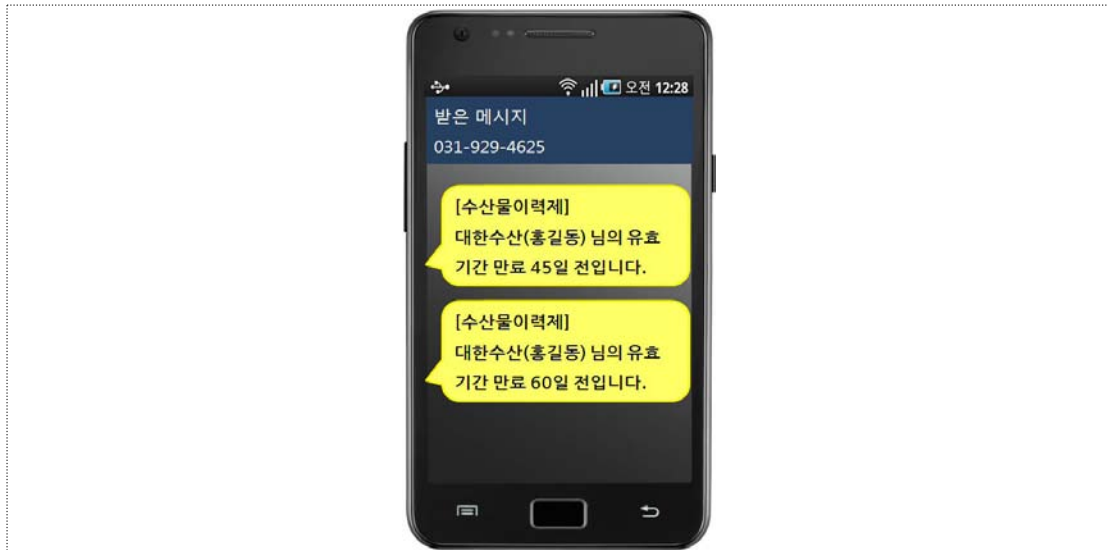 오전 12:28
받은 메시지
031-929-4625
[수산물이력제]
대한수산(홍길동) 님의 유효
기간 만료 45일 전입니다.
[수산물이력제]
대한수산(홍길동) 님의 유효
기간 만료 60일 전입니다.